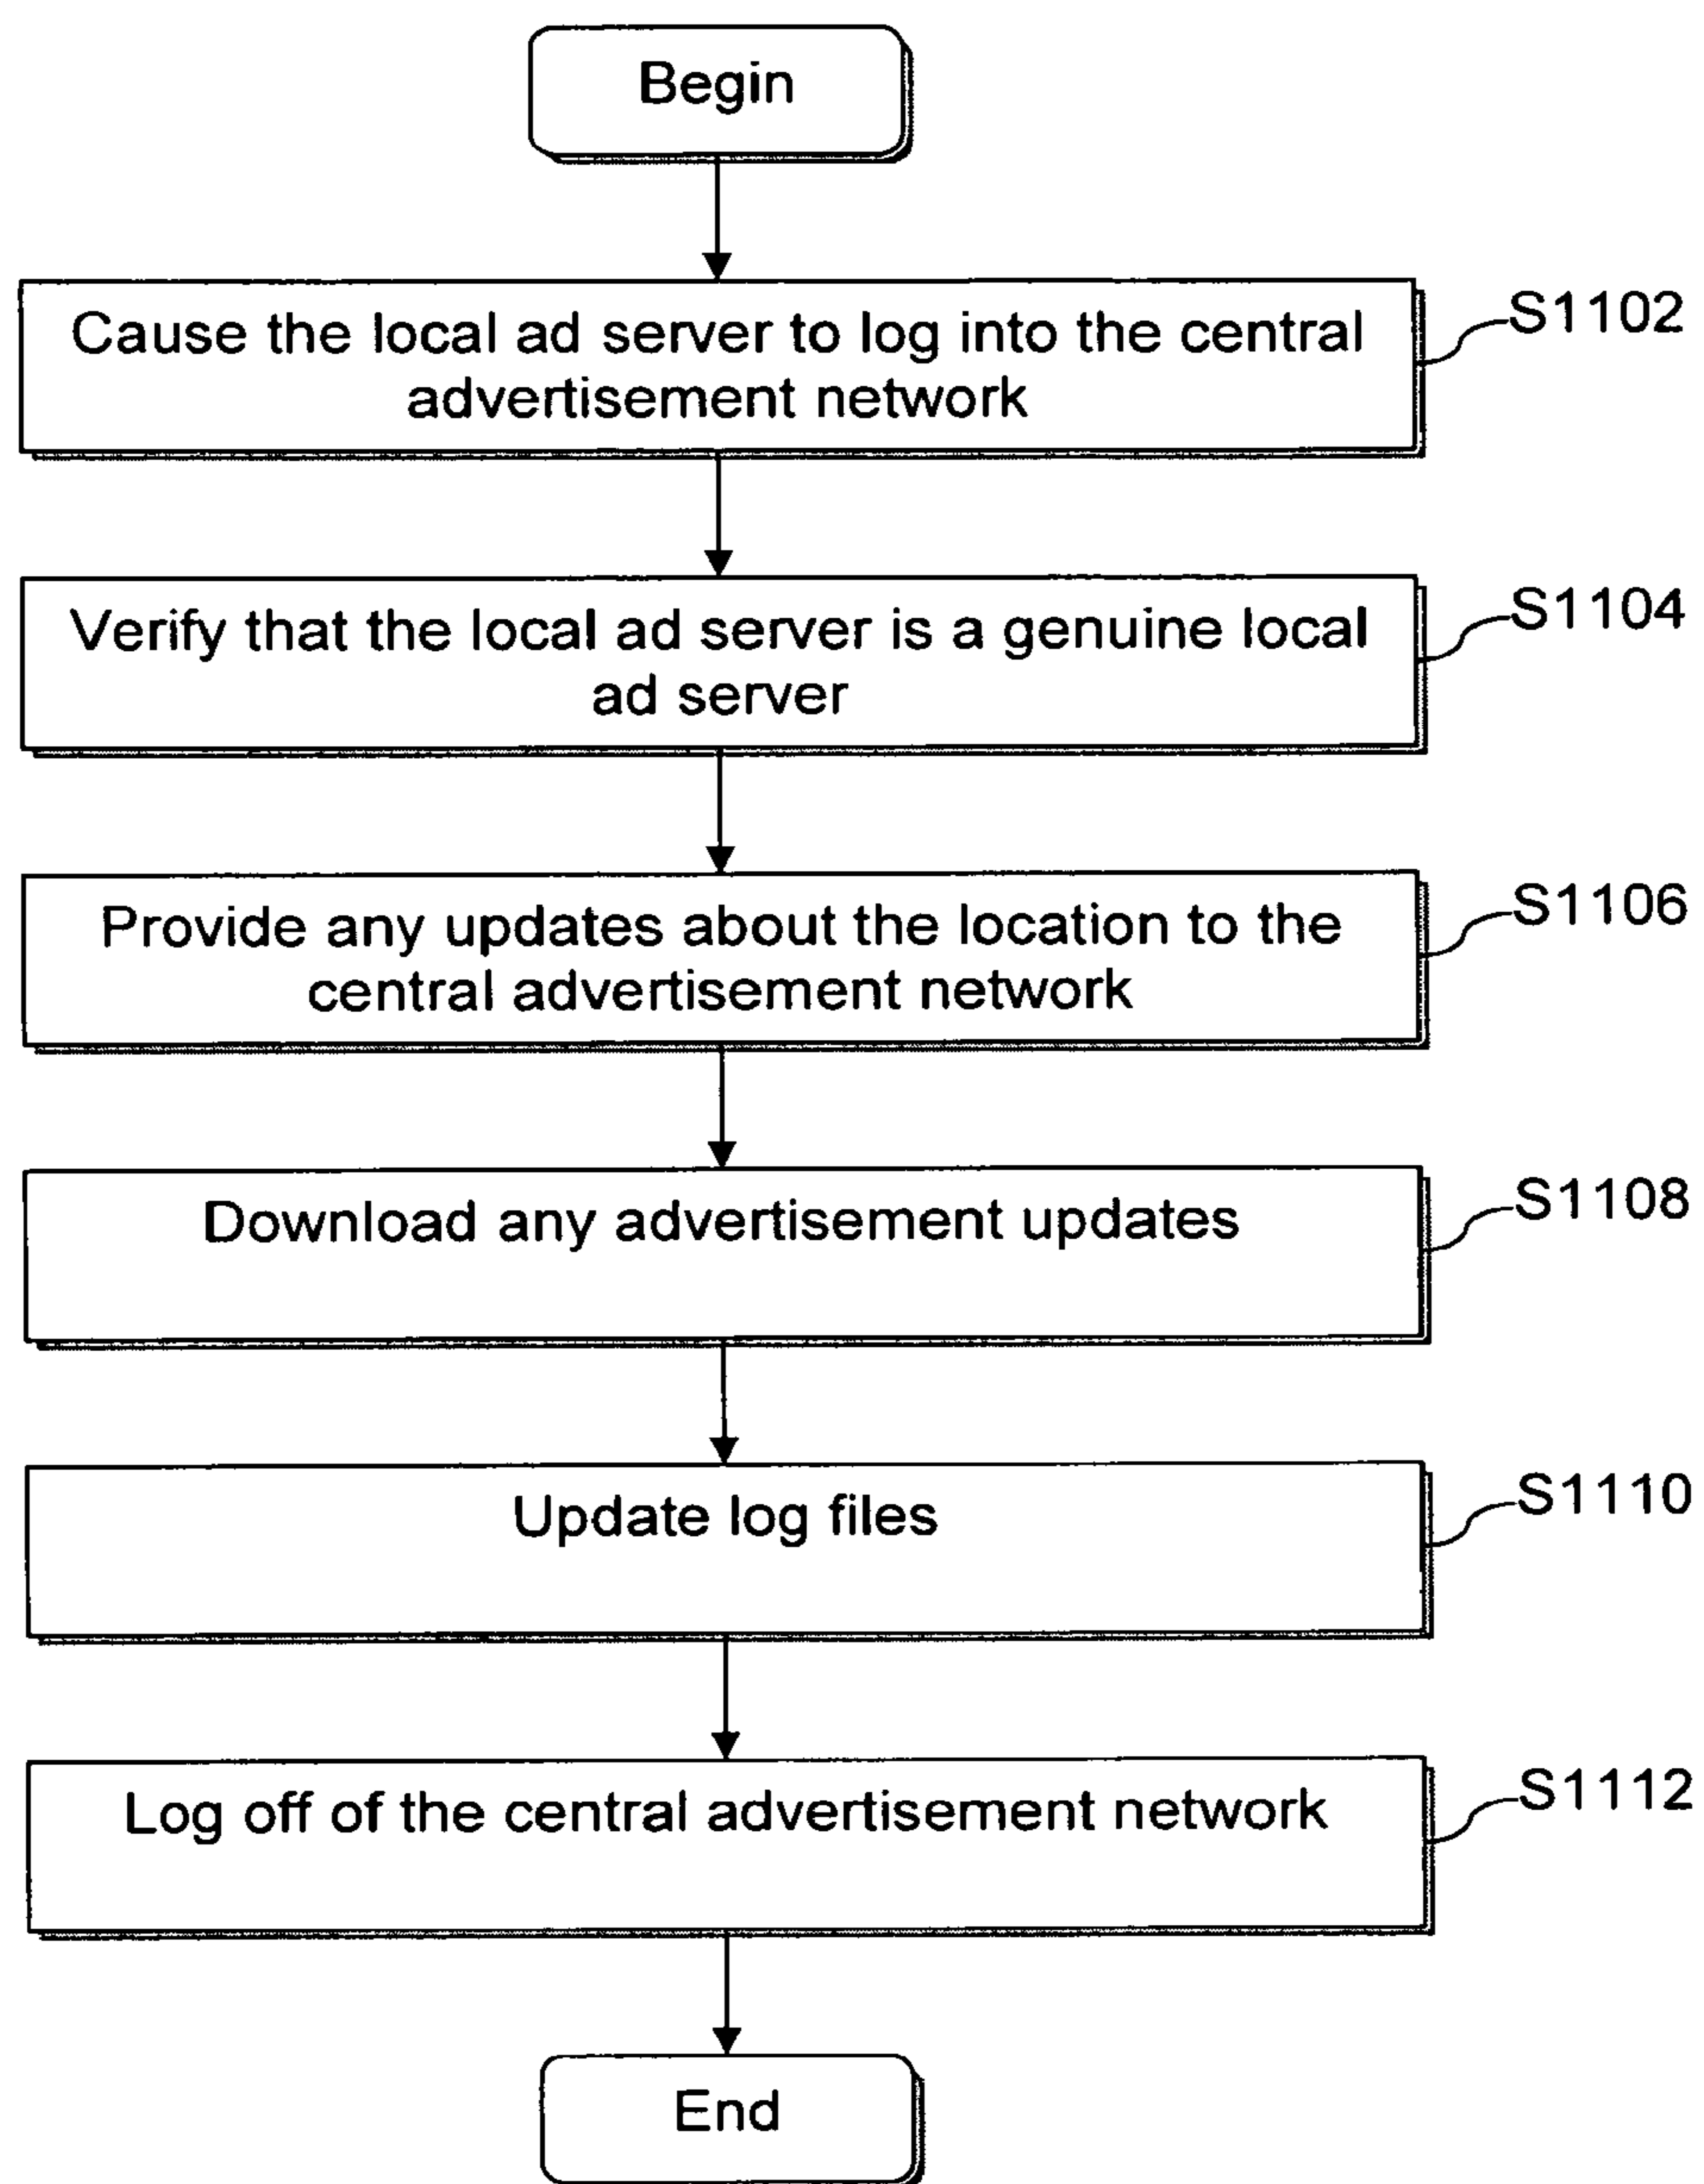 Begin
Cause the local ad server to log into the central
advertisement network
S1102
Verify that the local ad server is a genuine local
ad server
S1104
Provide any updates about the location to the
central advertisement network
S1106
Download any advertisement updates
S1108
Update log files
S1110
Log off of the central advertisement network
S1112
End